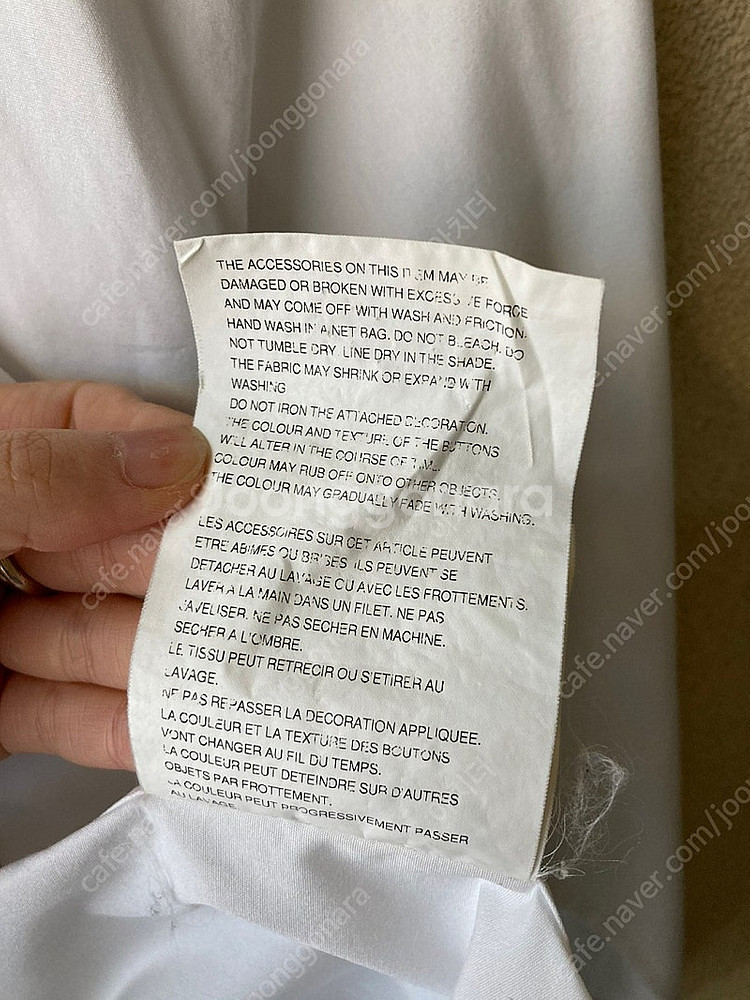 THE ACCESSORIES ON THIS ITEM MAY BE
DAMAGED OR BROKEN WITH EXCESSIVE FORCE
AND MAY COME OFF WITH WASH AND FRICTION.
HAND WASH IN A NET BAG. DO NOT BLEACH. DO
NOT TUMBLE DRY. LINE DRY IN THE SHADE.
THE FABRIC MAY SHRINK OR EXPAND WITH
WASHING
DO NOT IRON THE ATTACHED DECORATION.
THE COLOUR AND TEXTURE OF THE BUTTONS
WILL ALTER IN THE COURSE OF TIME.
COLOUR MAY RUB OFF ONTO OTHER OBJECTS.
THE COLOUR MAY GRADUALLY FADE WITH WASHING.
LES ACCESSOIRES SUR CET ARTICLE PEUVENT
ETRE ABIMES OU BRISES. ILS PEUVENT SE
DETACHER AU LAVAGE OU AVEC LES FROTTEMENTS.
LAVER A LA MAIN DANS UN FILET. NE PAS
JAVELISER. NE PAS SECHER EN MACHINE.
SECHER A L'OMBRE.
LE TISSU PEUT RETRECIR OU S'ETIRER AU
LAVAGE.
NE PAS REPASSER LA DECORATION APPLIQUEE.
LA COULEUR ET LA TEXTURE DES BOUTONS
VONT CHANGER AU FIL DU TEMPS.
LA COULEUR PEUT DETEINDRE SUR D'AUTRES
OBJETS PAR FROTTEMENT.
LA COULEUR PEUT PROGRESSIVEMENT PASSER
AU LAVAGE.
joonggonara
cafe.naver.com/joonggonara